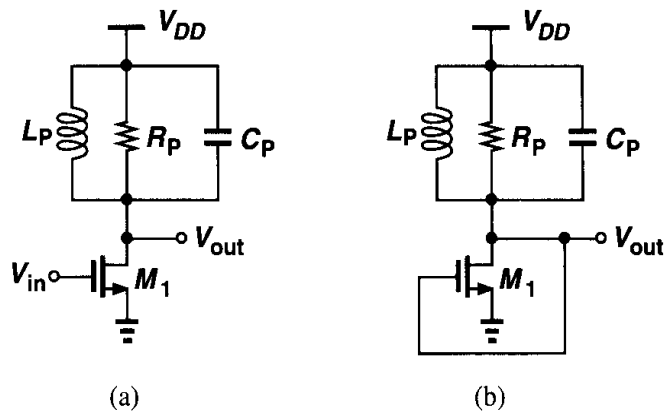 V_DD
L_P
R_P
C_P
V_out
V_in
M_1
(a)
V_DD
L_P
R_P
C_P
V_out
M_1
(b)